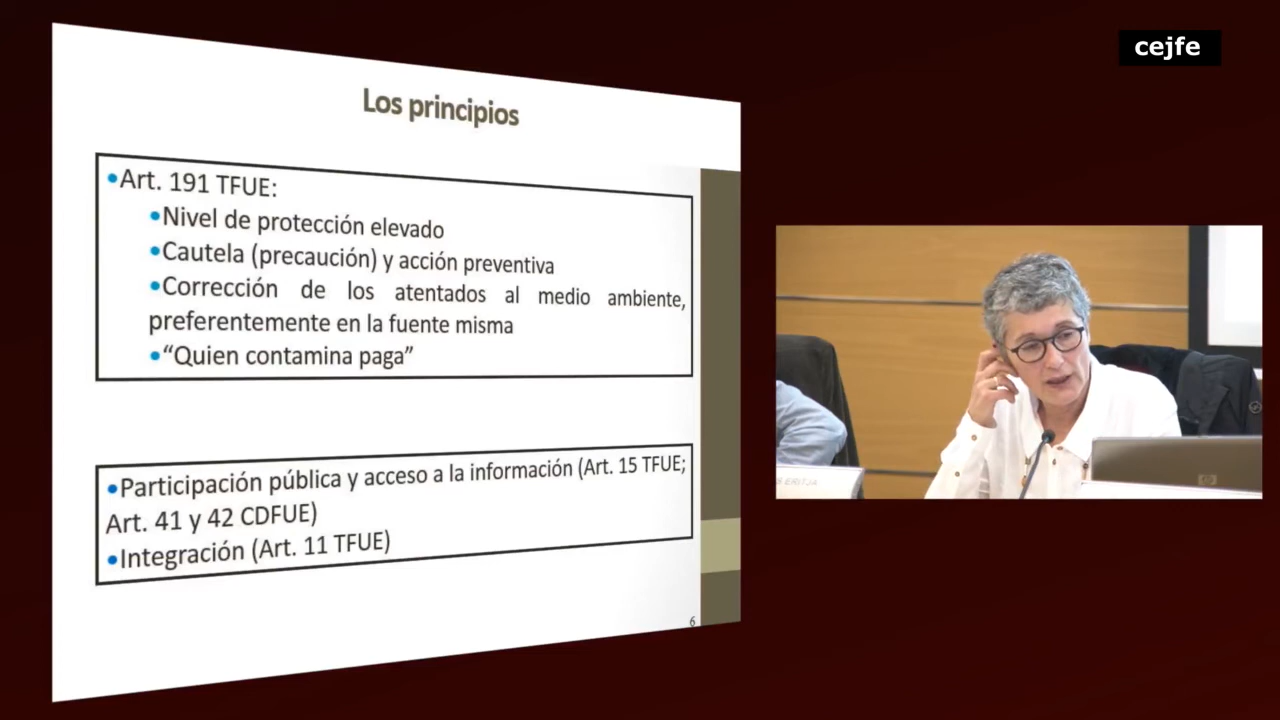 cejfe
Los principios
•Art. 191 TFUE:
•Nivel de protección elevado
•Cautela (precaución) y acción preventiva
•Corrección de los atentados al medio ambiente,
preferentemente en la fuente misma
•“Quien contamina paga”
•Participación pública y acceso a la información (Art. 15 TFUE;
Art. 41 y 42 CDFUE)
•Integración (Art. 11 TFUE)
6
ERITJA
hp